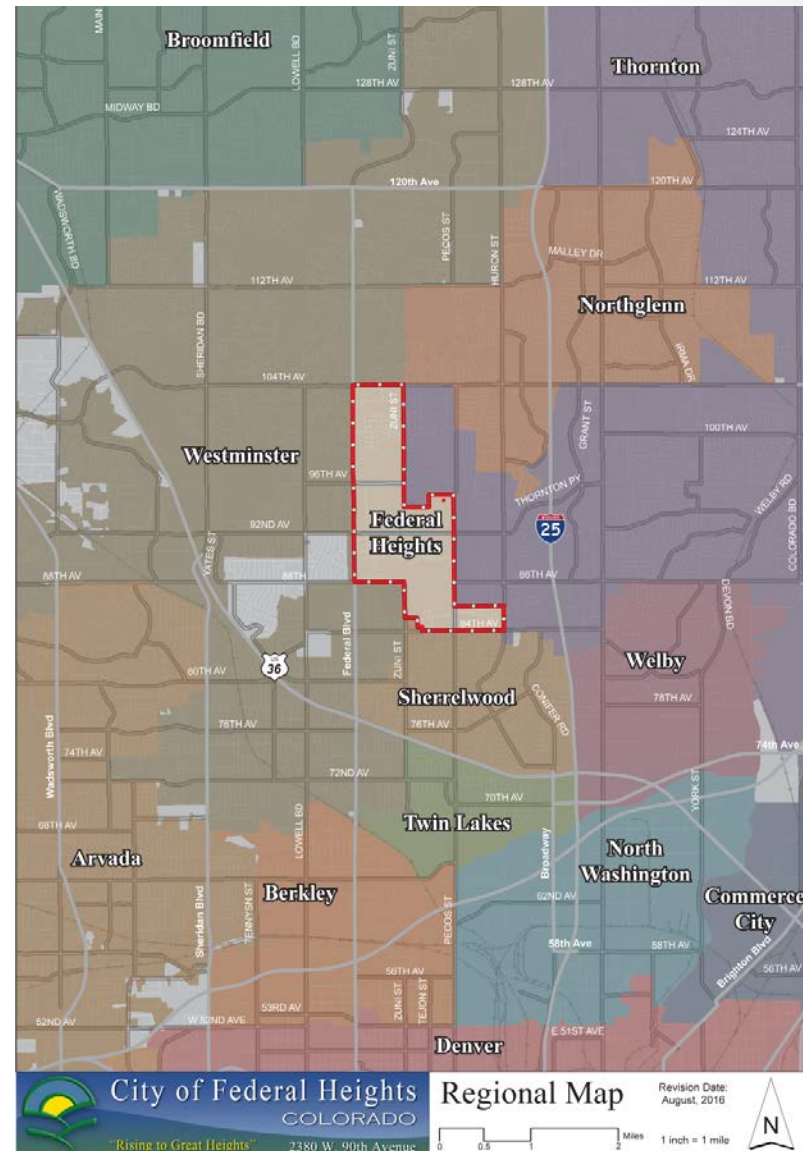 Broomfield
MAIN
LOWELL BD
ZUNI ST
128TH AV
128TH AV
Thornton
MIDWAY BD
124TH AV
WADSWORTH BD
120th Ave
120TH AV
PECOS ST
HURON ST
MALLEY DR
112TH AV
112TH AV
Northglenn
SHERIDAN BD
IRMA DR
104TH AV
ZUNI ST
GRANT ST
100TH AV
Westminster
96TH AV
THORNTON PY
WELBY RD
COLORADO BD
92ND AV
Federal
Heights
INTERSTATE
25
YATES ST
88TH AV
88TH
88TH AV
DEVON BD
84TH AV
Federal Blvd
ZUNI ST
Welby
80TH AV
US
36
Sherrelwood
CONIFER RD
78TH AV
76TH AV
76TH AV
74TH AV
74th Ave
Wadsworth Blvd
72ND AV
70TH AV
YORK ST
68TH AV
LOWELL BD
Twin Lakes
Broadway
Arvada
North
Washington
Berkley
62ND AV
Commerce
City
Sheridan Blvd
TENNYSN ST
PECOS ST
58th Ave
58TH AV
Brighton Blvd
56TH AV
56TH AV
53RD AV
ZUNI ST
TEJON ST
52ND AV
W 52ND AVE
E 51ST AVE
Denver
City of Federal Heights
COLORADO
"Rising to Great Heights"
2380 W. 90th Avenue
Regional Map
Revision Date:
August, 2016
0 0.5 1 2 Miles
1 inch = 1 mile
N